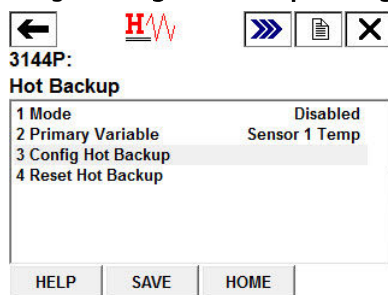 H
3144P:
Hot Backup
1 Mode Disabled
2 Primary Variable Sensor 1 Temp
3 Config Hot Backup
4 Reset Hot Backup
HELP SAVE HOME